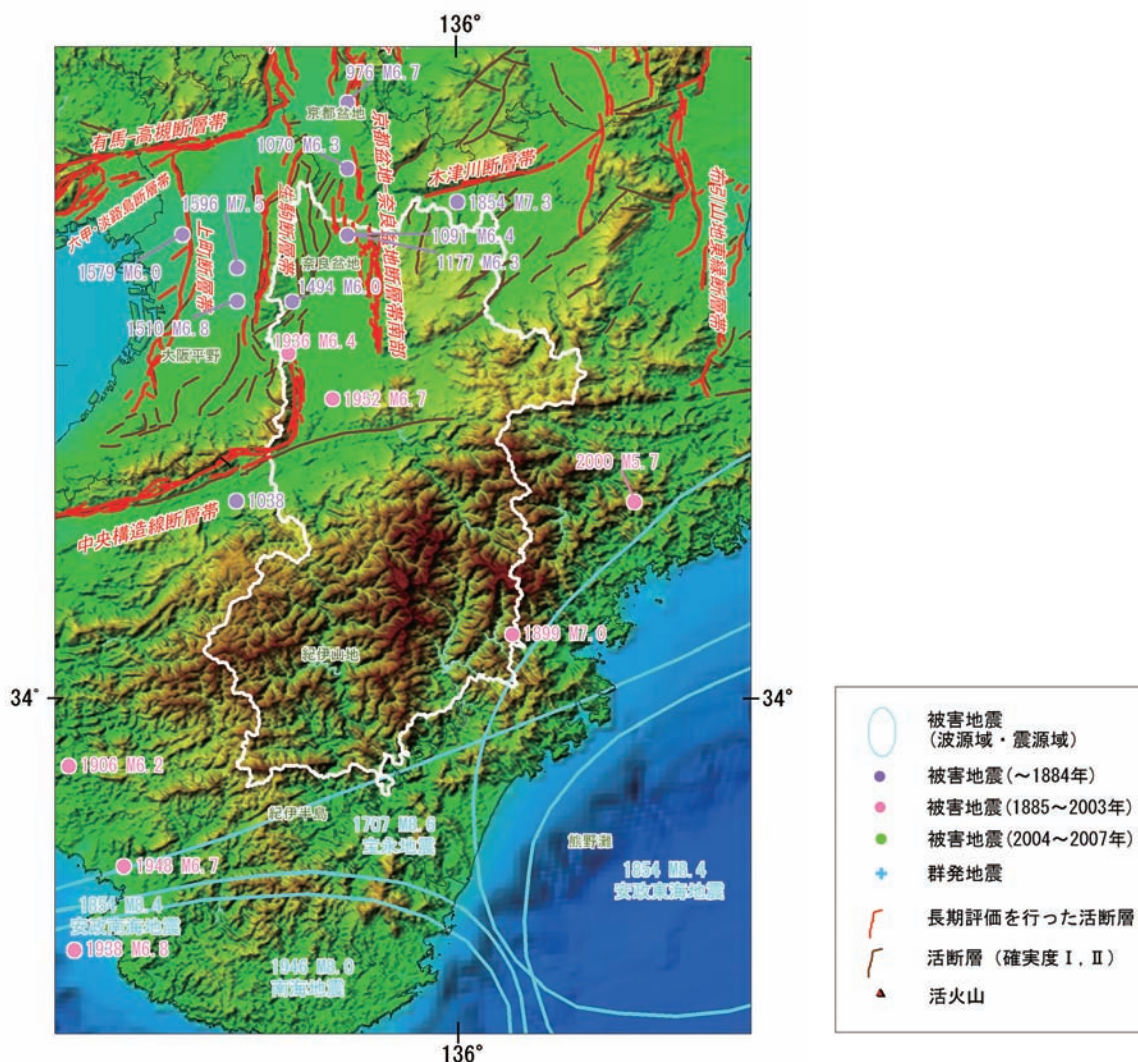 136°
976 M6.7
京都盆地
有馬-高槻断層帯
1070 M6.3
京都盆地-奈良盆地断層帯南部
木津川断層帯
六甲・淡路島断層帯
1596 M7.5
生駒断層帯
1854 M7.3
布引山地東縁断層帯
上町断層帯
1091 M6.4
1177 M6.3
1579 M6.0
奈良盆地
1494 M6.0
1510 M6.8
1936 M6.4
大阪平野
1952 M6.7
2000 M5.7
1038
中央構造線断層帯
1899 M7.0
紀伊山地
34°
34°
1906 M6.2
紀伊半島
1707 M8.6
宝永地震
熊野灘
1948 M6.7
1854 M8.4
安政東海地震
1854 M8.4
安政南海地震
1938 M6.8
1946 M8.0
南海地震
136°
被害地震
(波源域・震源域)
被害地震(～1884年)
被害地震(1885～2003年)
被害地震(2004～2007年)
群発地震
長期評価を行った活断層
活断層 (確実度Ⅰ,Ⅱ)
活火山